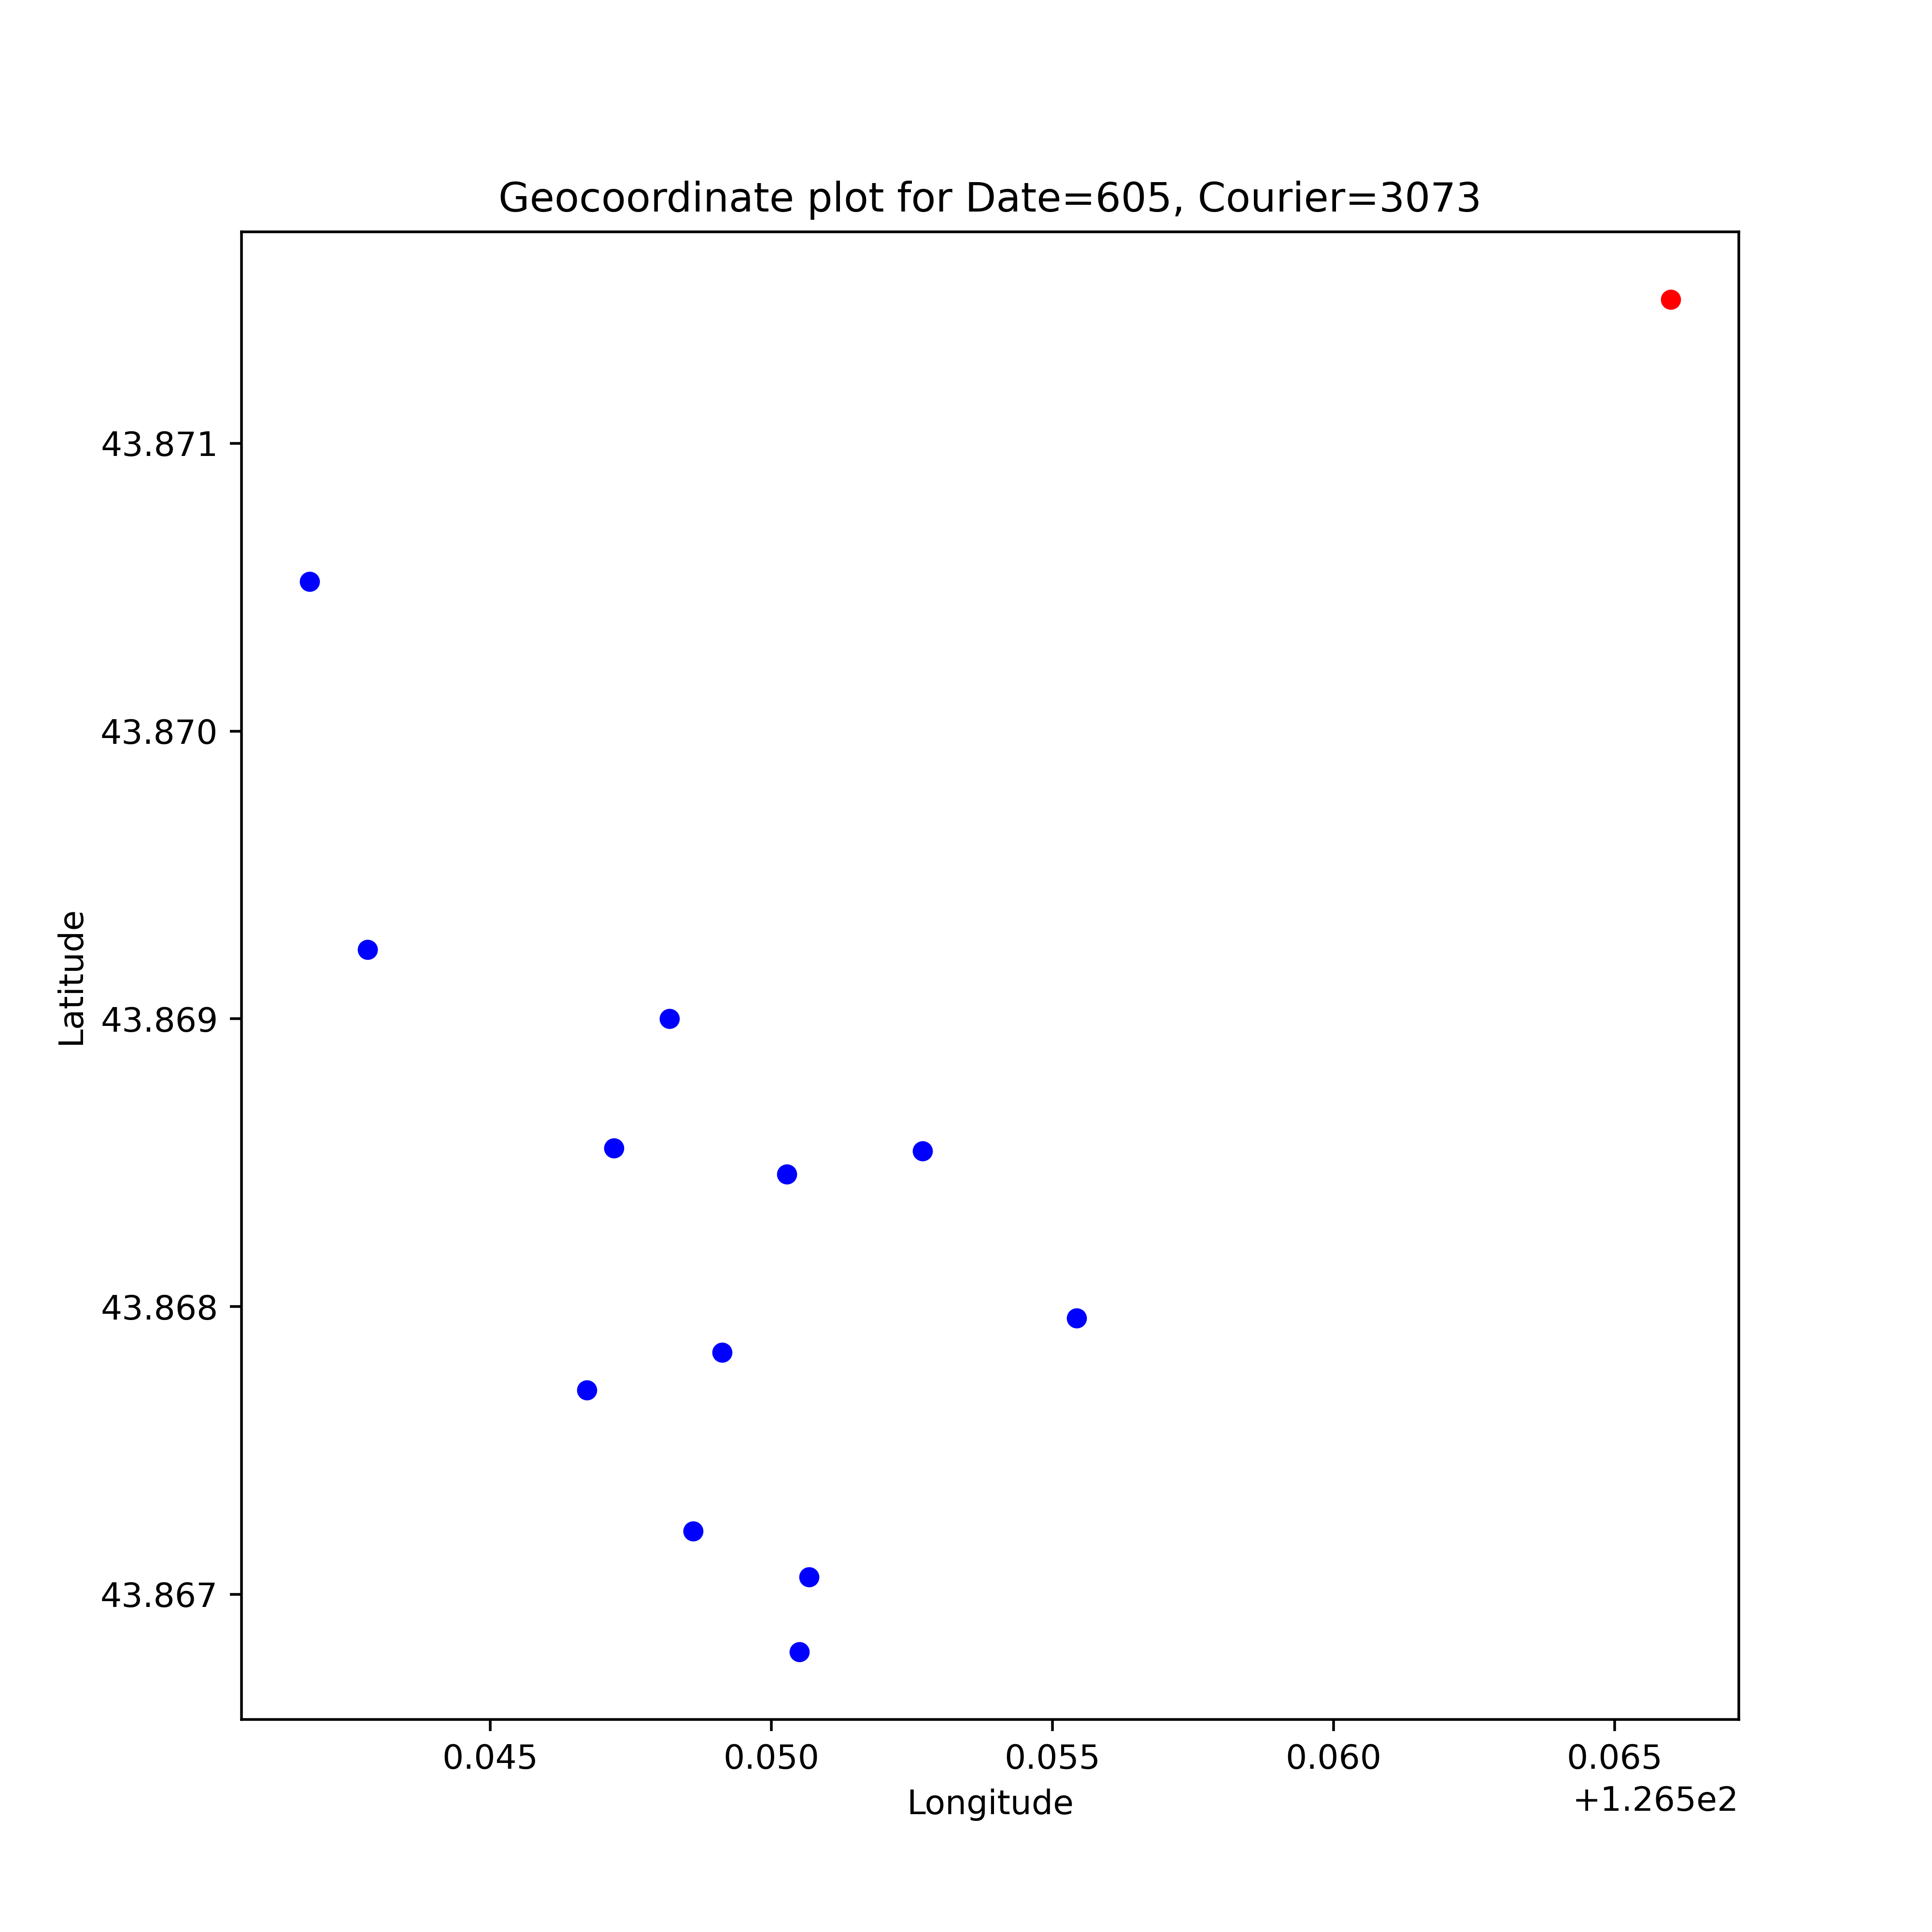 Geocoordinate plot for Date=605, Courier=3073
43.871
43.870
43.869
43.868
43.867
Latitude
0.045 0.050 0.055 0.060 0.065
+1.265e2
Longitude